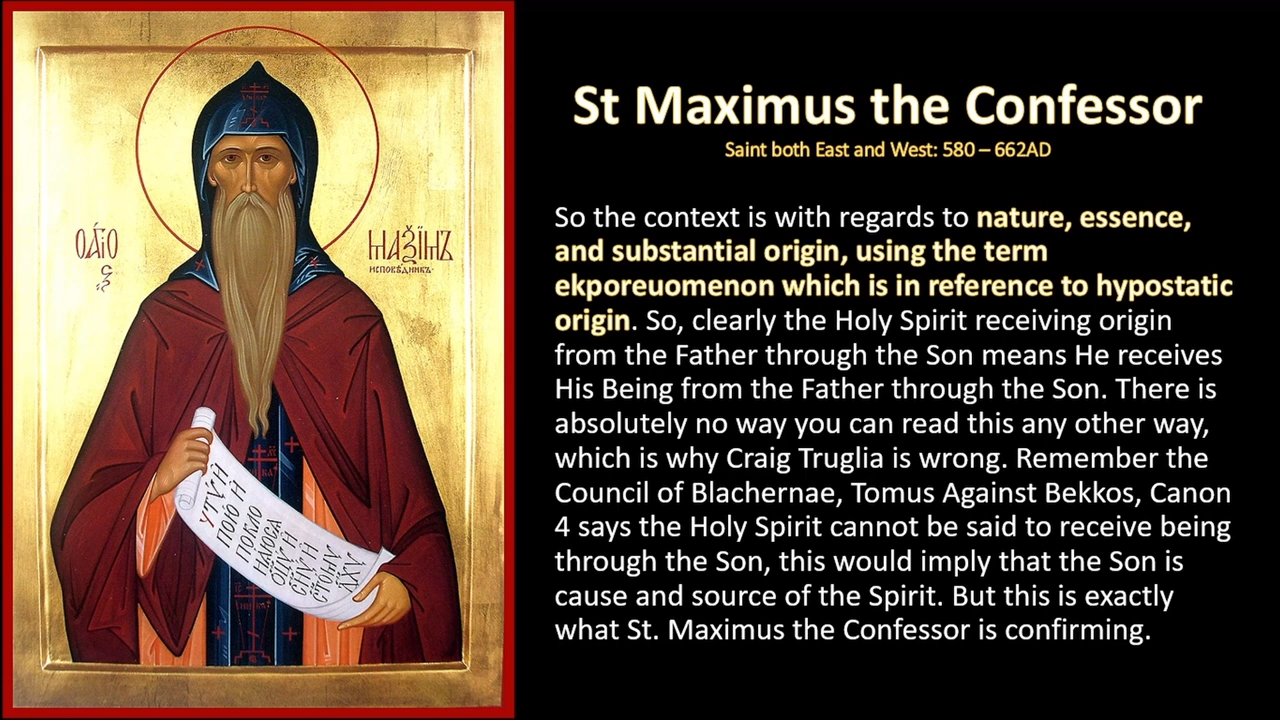 St Maximus the Confessor
Saint both East and West: 580 – 662AD
So the context is with regards to nature, essence,
and substantial origin, using the term
ekporeuomenon which is in reference to hypostatic
origin. So, clearly the Holy Spirit receiving origin
from the Father through the Son means He receives
His Being from the Father through the Son. There is
absolutely no way you can read this any other way,
which is why Craig Truglia is wrong. Remember the
Council of Blachernae, Tomus Against Bekkos, Canon
4 says the Holy Spirit cannot be said to receive being
through the Son, this would imply that the Son is
cause and source of the Spirit. But this is exactly
what St. Maximus the Confessor is confirming.